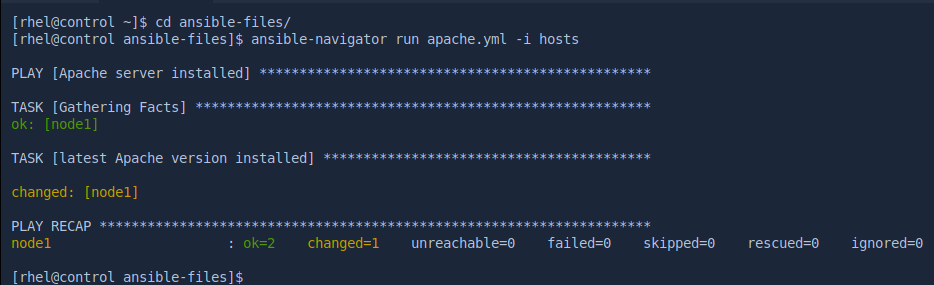 [rhel@control ~]$ cd ansible-files/
[rhel@control ansible-files]$ ansible-navigator run apache.yml -i hosts
PLAY [Apache server installed] *************************************************
TASK [Gathering Facts] *********************************************************
ok: [node1]
TASK [latest Apache version installed] *****************************************
changed: [node1]
PLAY RECAP *********************************************************************
node1                      : ok=2    changed=1    unreachable=0    failed=0    skipped=0    rescued=0    ignored=0
[rhel@control ansible-files]$